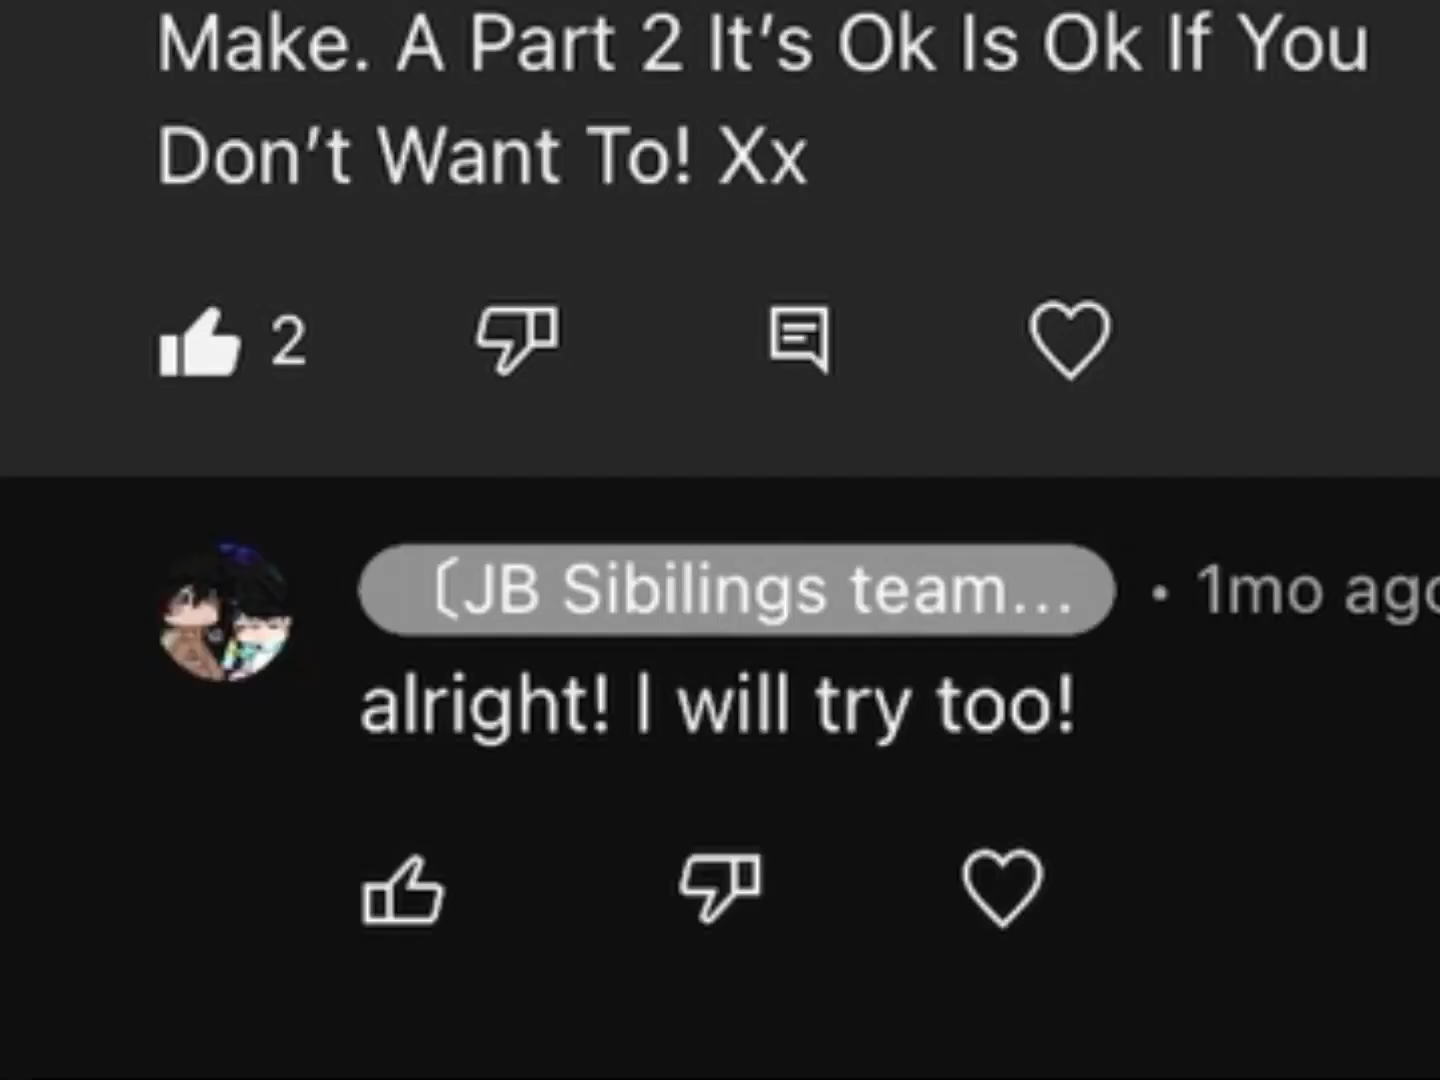 Make. A Part 2 It's Ok Is Ok If You
Don't Want To! Xx
2
〔JB Sibilings team... • 1mo ago
alright! I will try too!